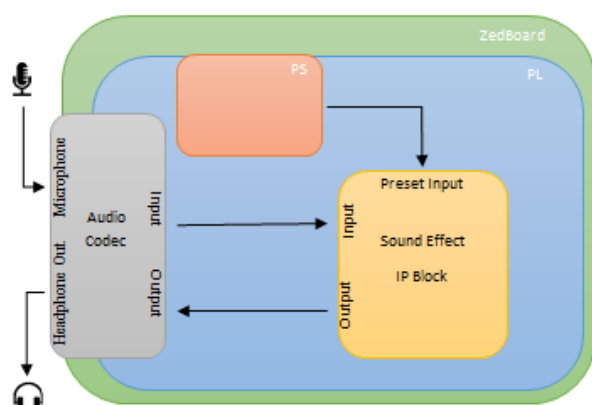 ZedBoard
PS
PL
Microphone
Headphone Out
Audio
Codec
Input
Output
Preset Input
Input
Output
Sound Effect
IP Block